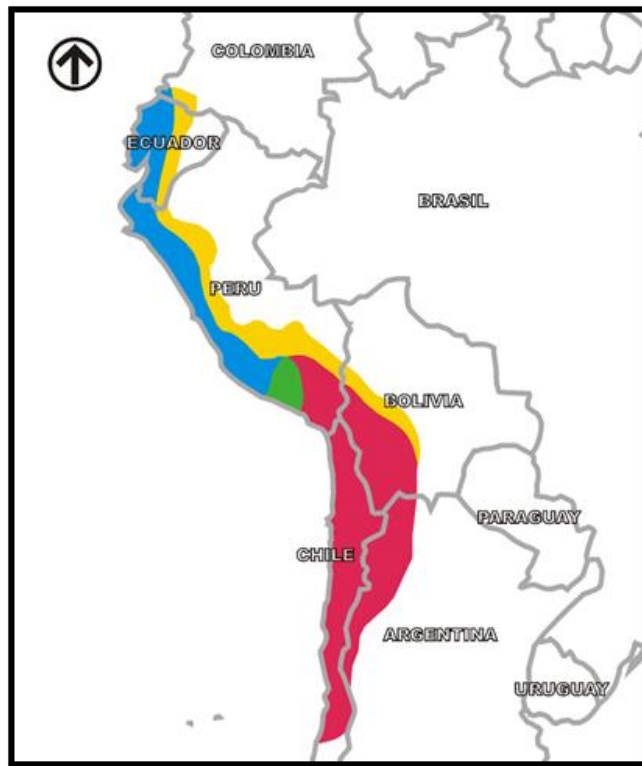 COLOMBIA
ECUADOR
BRASIL
PERU
BOLIVIA
PARAGUAY
CHILE
ARGENTINA
URUGUAY